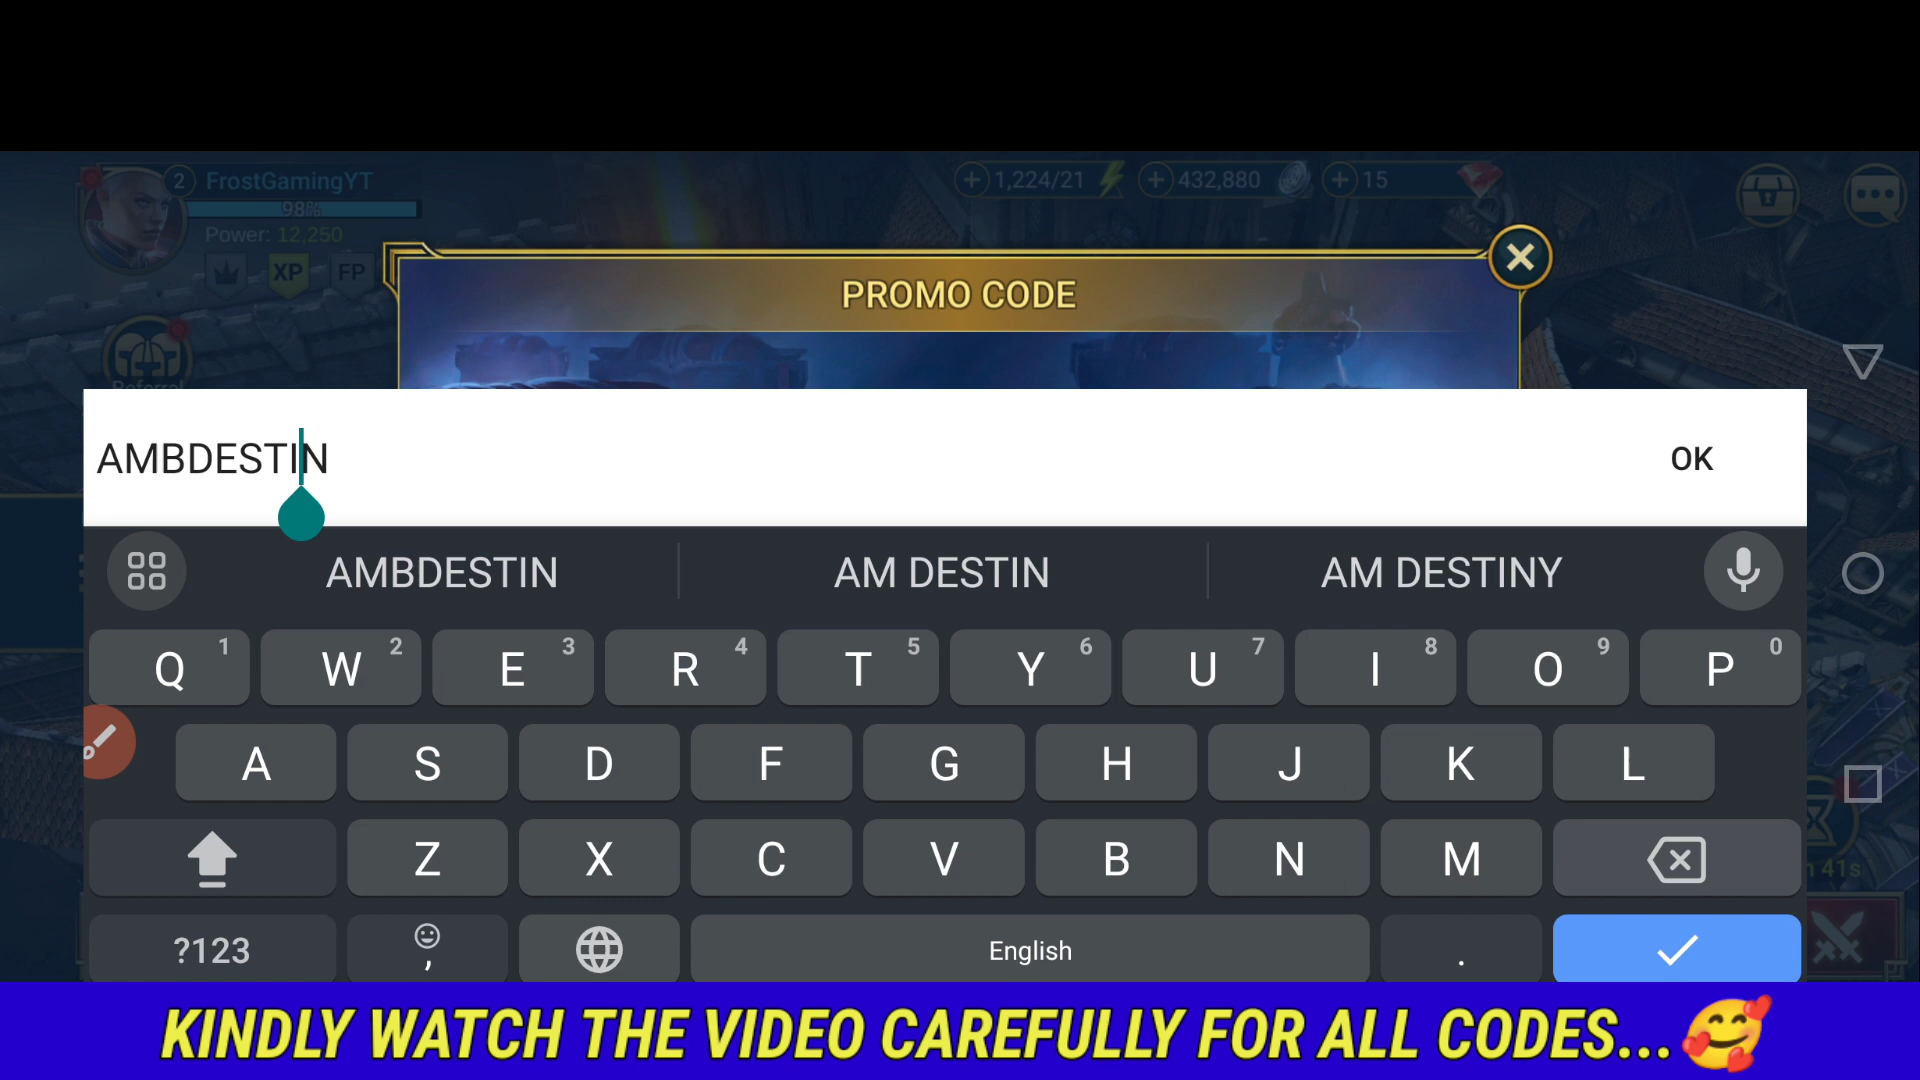 2 FrostGamingYT
98%
Power: 12,250
XP FP
1,224/21
432,880
15
PROMO CODE
Referral
AMBDESTIN
OK
AMBDESTIN AM DESTIN AM DESTINY
Q 1 W 2 E 3 R 4 T 5 Y 6 U 7 I 8 O 9 P 0
A S D F G H J K L
Z X C V B N M
41s
?123 , English .
KINDLY WATCH THE VIDEO CAREFULLY FOR ALL CODES...